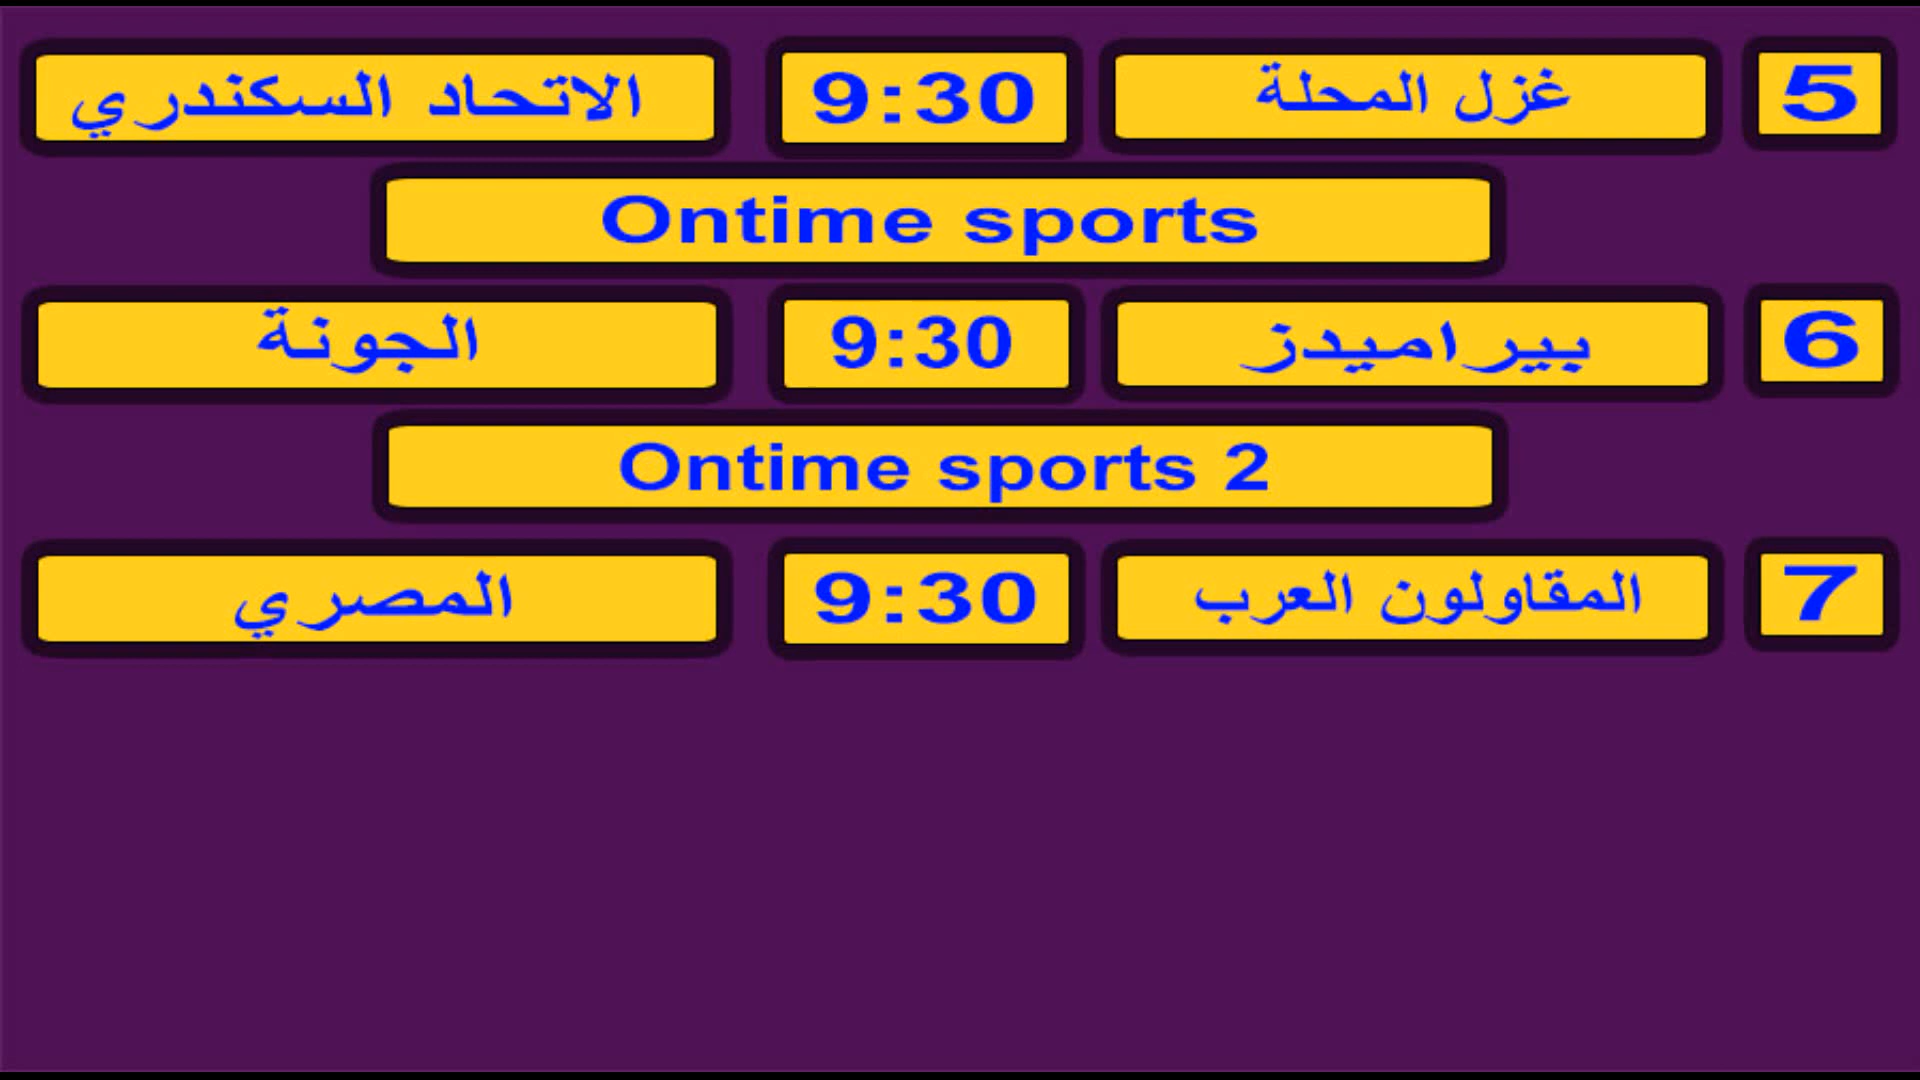 5 غزل المحلة 9:30 الاتحاد السكندري
Ontime sports
6 بيراميدز 9:30 الجونة
Ontime sports 2
7 المقاولون العرب 9:30 المصري